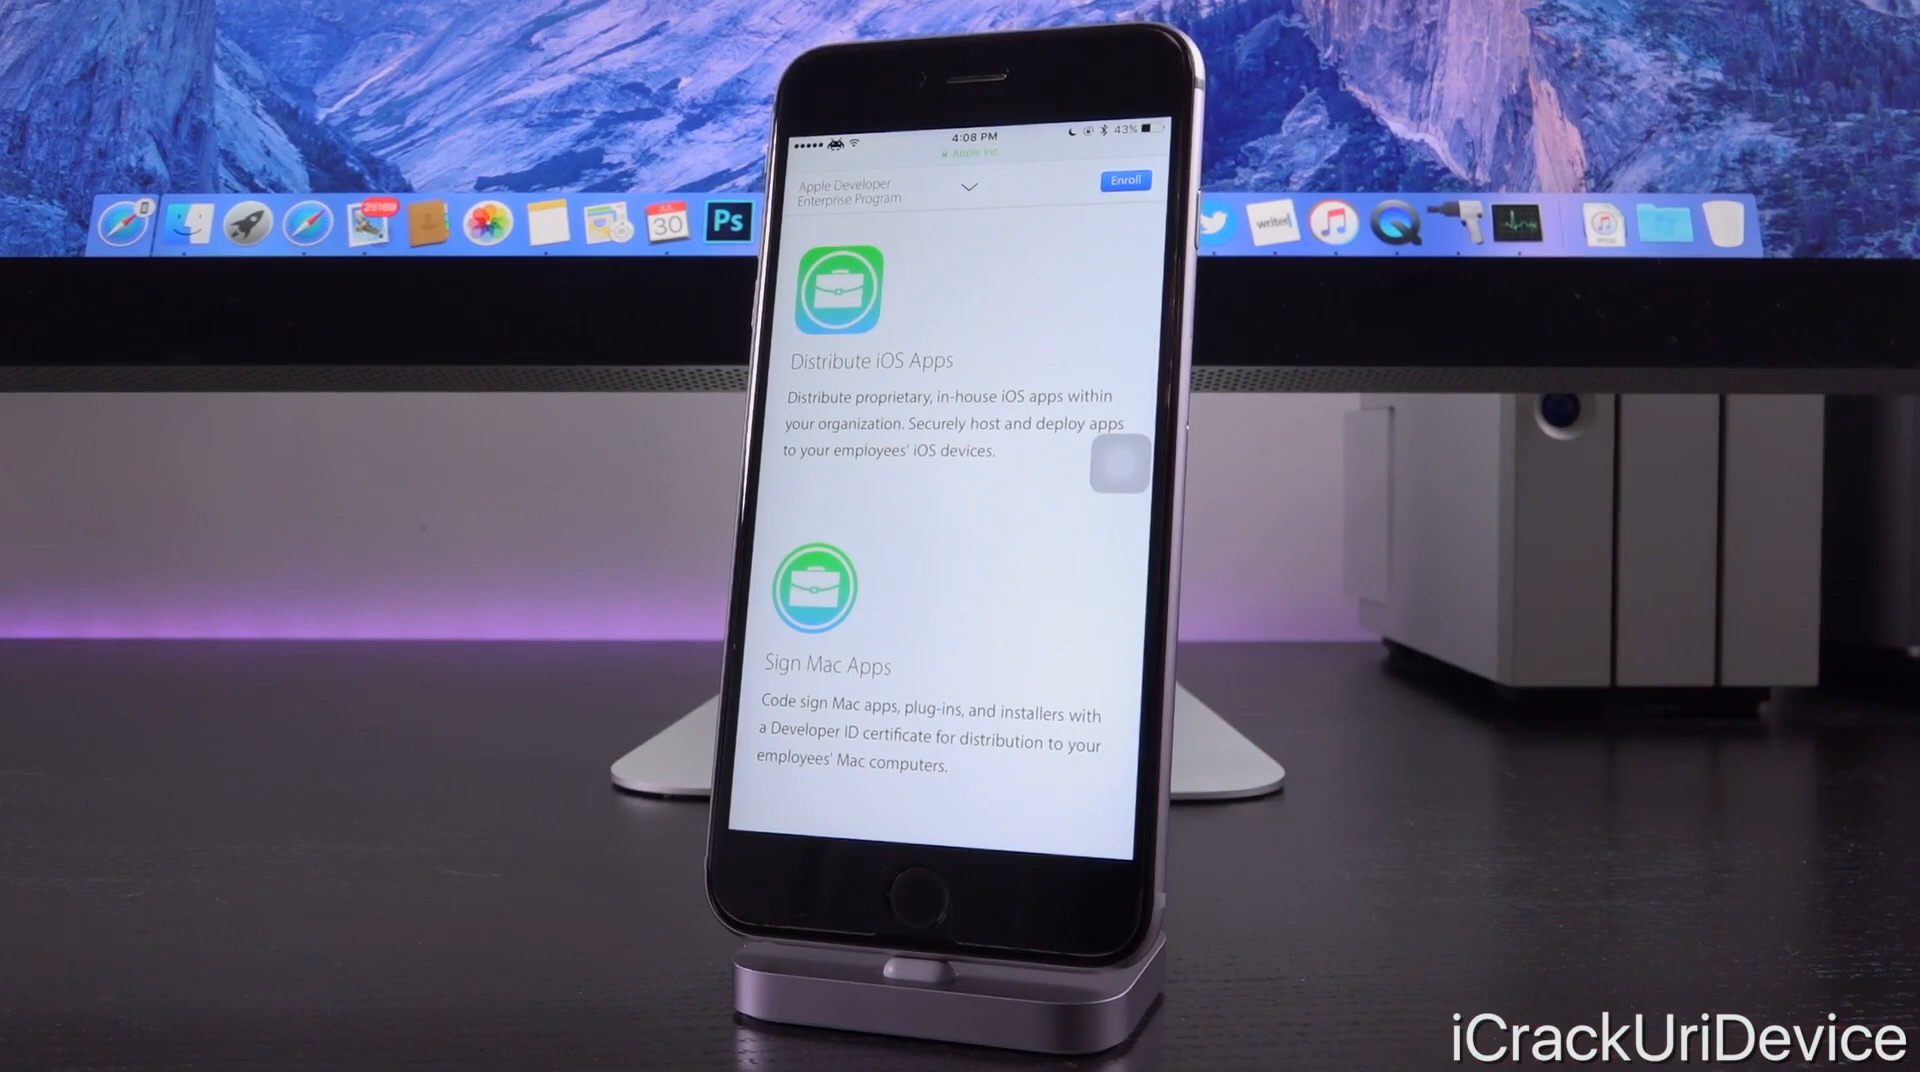 4:08 PM
43%
Apple Inc.
Apple Developer
Enterprise Program
Enroll
25169
JUL
30
Ps
writer
Distribute iOS Apps
Distribute proprietary, in-house iOS apps within
your organization. Securely host and deploy apps
to your employees' iOS devices.
Sign Mac Apps
Code sign Mac apps, plug-ins, and installers with
a Developer ID certificate for distribution to your
employees' Mac computers.
iCrackUriDevice